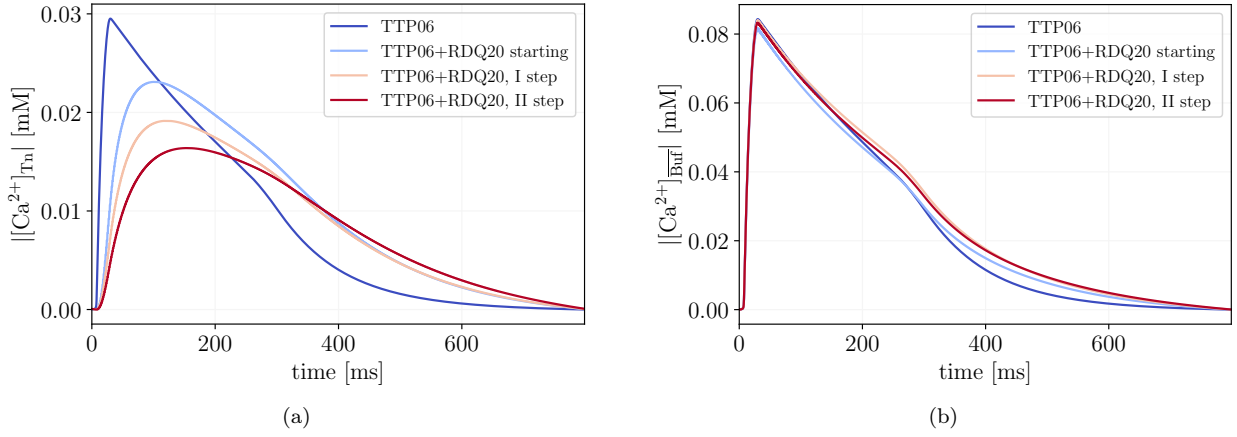 0.03
0.02
0.01
0.00
|[Ca²⁺]_Tn| [mM]
TTP06
TTP06+RDQ20 starting
TTP06+RDQ20, I step
TTP06+RDQ20, II step
0
200
400
600
time [ms]
(a)
0.08
0.06
0.04
0.02
0.00
|[Ca²⁺]_B̅u̅f̅| [mM]
TTP06
TTP06+RDQ20 starting
TTP06+RDQ20, I step
TTP06+RDQ20, II step
0
200
400
600
time [ms]
(b)